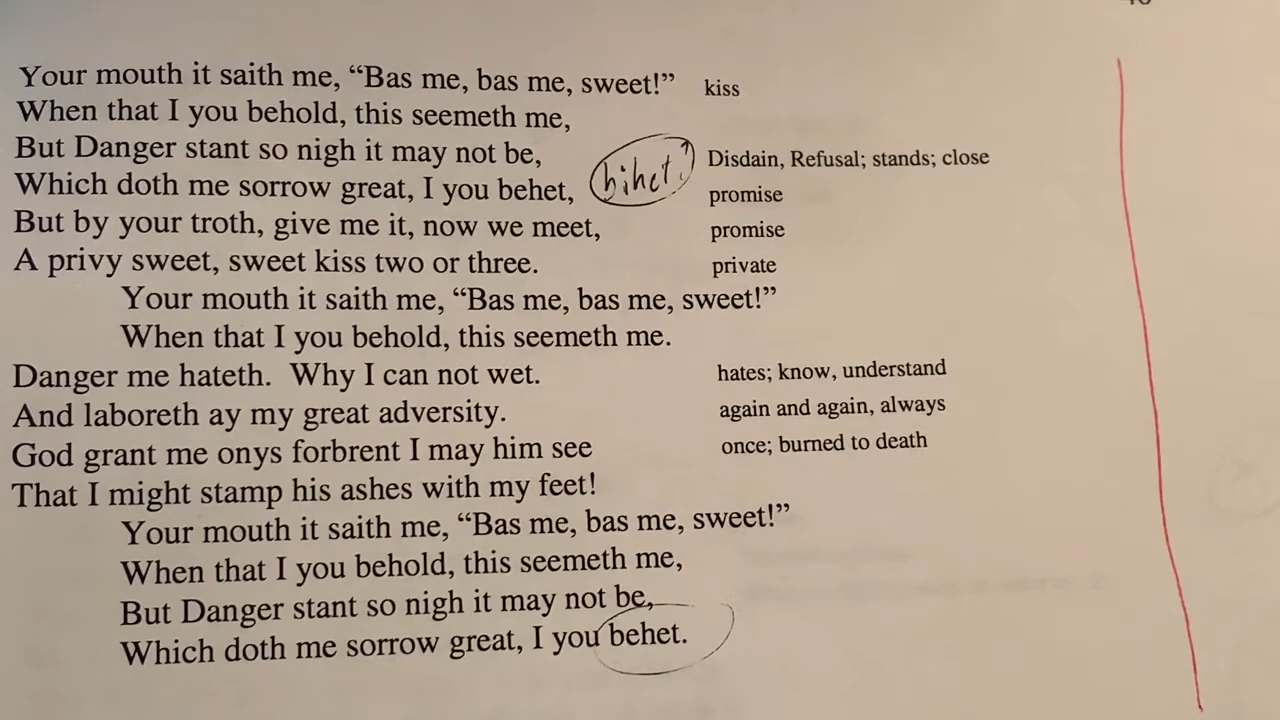 Your mouth it saith me, “Bas me, bas me, sweet!” kiss
When that I you behold, this seemeth me,
But Danger stant so nigh it may not be, Disdain, Refusal; stands; close
Which doth me sorrow great, I you behet, bihet. promise
But by your troth, give me it, now we meet, promise
A privy sweet, sweet kiss two or three. private
Your mouth it saith me, “Bas me, bas me, sweet!”
When that I you behold, this seemeth me.
Danger me hateth. Why I can not wet. hates; know, understand
And laboreth ay my great adversity. again and again, always
God grant me onys forbrent I may him see once; burned to death
That I might stamp his ashes with my feet!
Your mouth it saith me, “Bas me, bas me, sweet!”
When that I you behold, this seemeth me,
But Danger stant so nigh it may not be,
Which doth me sorrow great, I you behet.